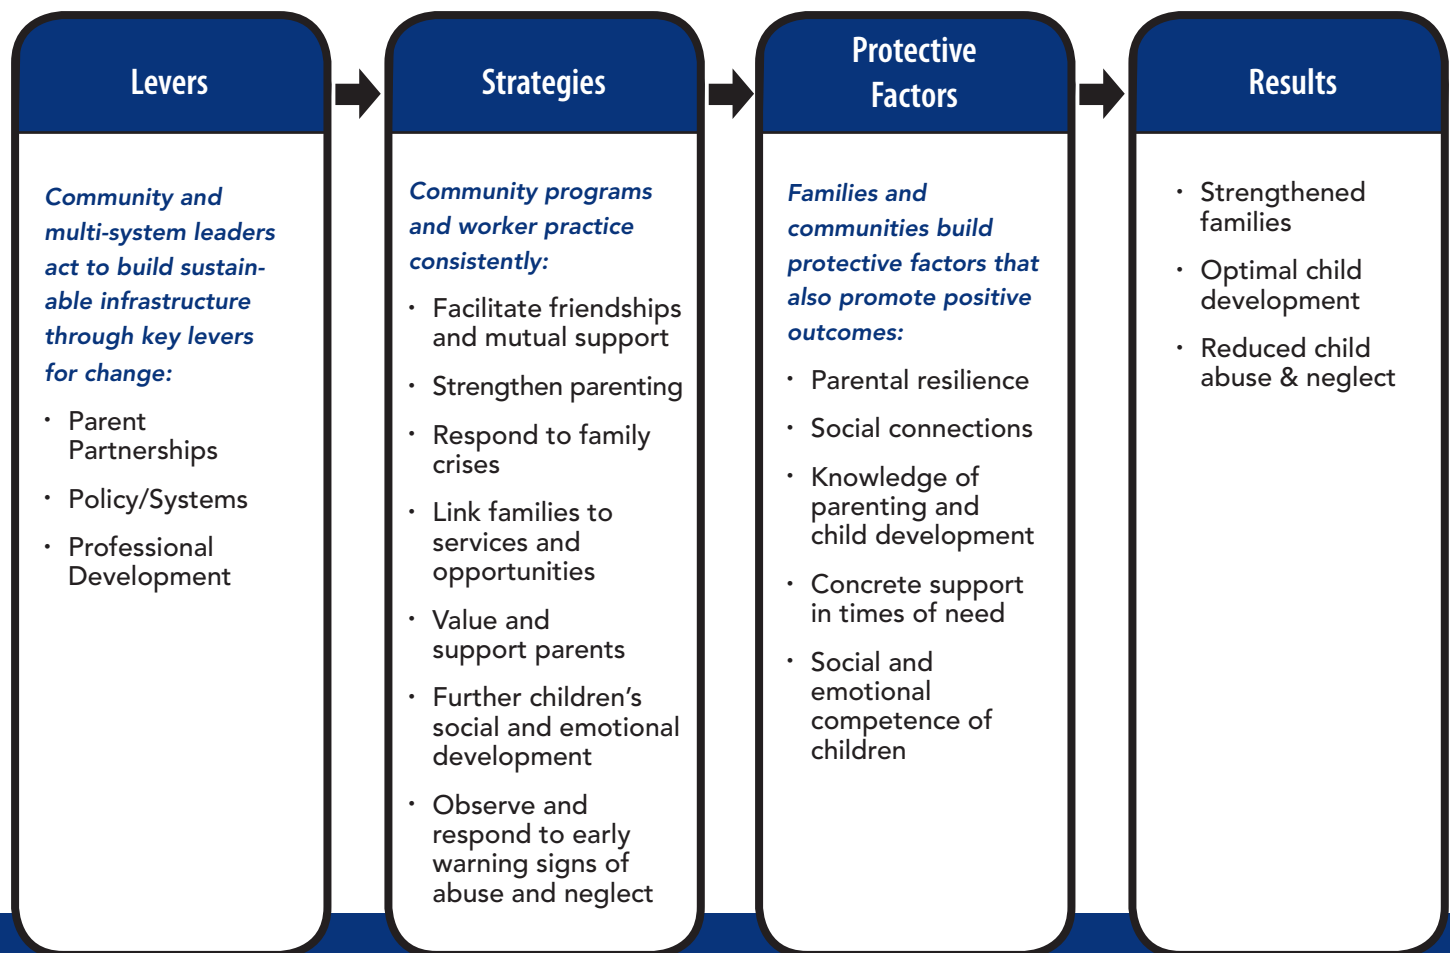 Levers
Community and
multi-system leaders
act to build sustain-
able infrastructure
through key levers
for change:
· Parent
Partnerships
· Policy/Systems
· Professional
Development
Strategies
Community programs
and worker practice
consistently:
· Facilitate friendships
and mutual support
· Strengthen parenting
· Respond to family
crises
· Link families to
services and
opportunities
· Value and
support parents
· Further children’s
social and emotional
development
· Observe and
respond to early
warning signs of
abuse and neglect
Protective
Factors
Families and
communities build
protective factors that
also promote positive
outcomes:
· Parental resilience
· Social connections
· Knowledge of
parenting and
child development
· Concrete support
in times of need
· Social and
emotional
competence of
children
Results
· Strengthened
families
· Optimal child
development
· Reduced child
abuse & neglect